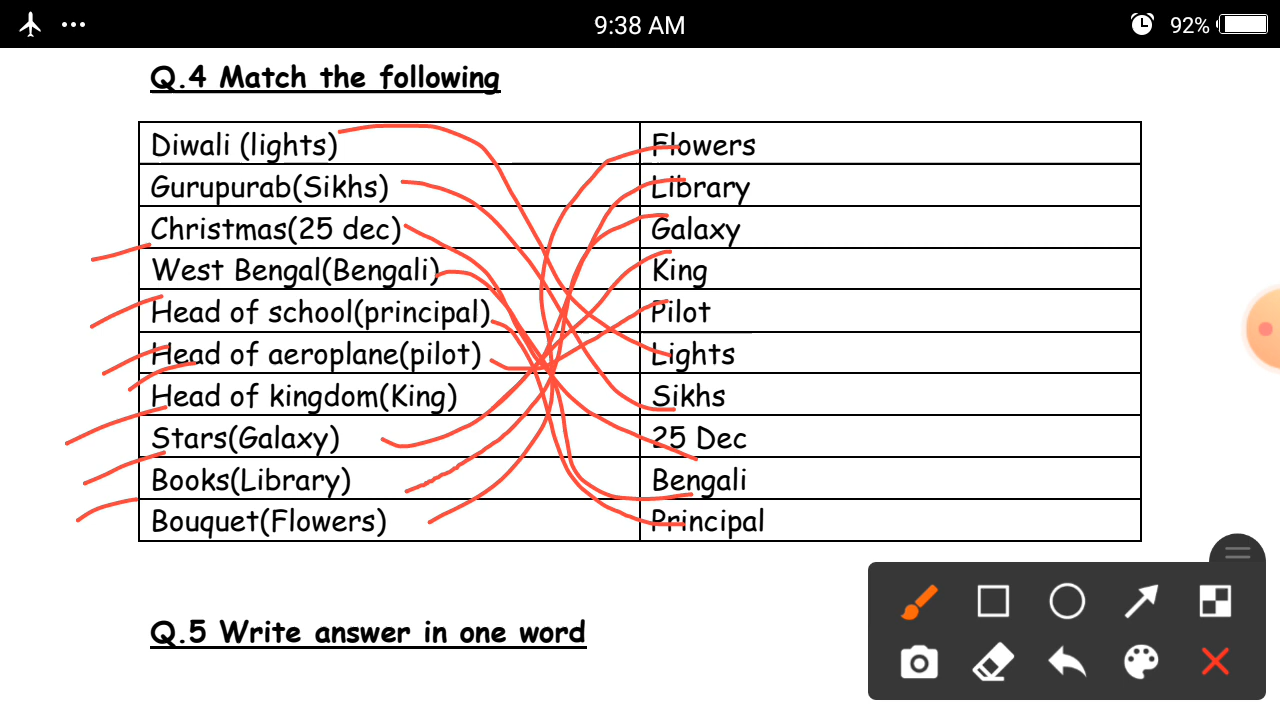 9:38 AM 92%
Q.4 Match the following
Diwali (lights) Flowers
Gurupurab(Sikhs) Library
Christmas(25 dec) Galaxy
West Bengal(Bengali) King
Head of school(principal) Pilot
Head of aeroplane(pilot) Lights
Head of kingdom(King) Sikhs
Stars(Galaxy) 25 Dec
Books(Library) Bengali
Bouquet(Flowers) Principal
Q.5 Write answer in one word